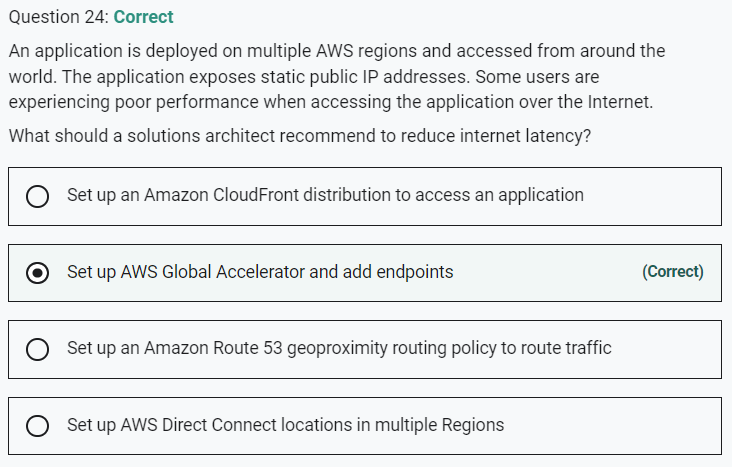 Question 24: Correct
An application is deployed on multiple AWS regions and accessed from around the
world. The application exposes static public IP addresses. Some users are
experiencing poor performance when accessing the application over the Internet.
What should a solutions architect recommend to reduce internet latency?
Set up an Amazon CloudFront distribution to access an application
Set up AWS Global Accelerator and add endpoints (Correct)
Set up an Amazon Route 53 geoproximity routing policy to route traffic
Set up AWS Direct Connect locations in multiple Regions